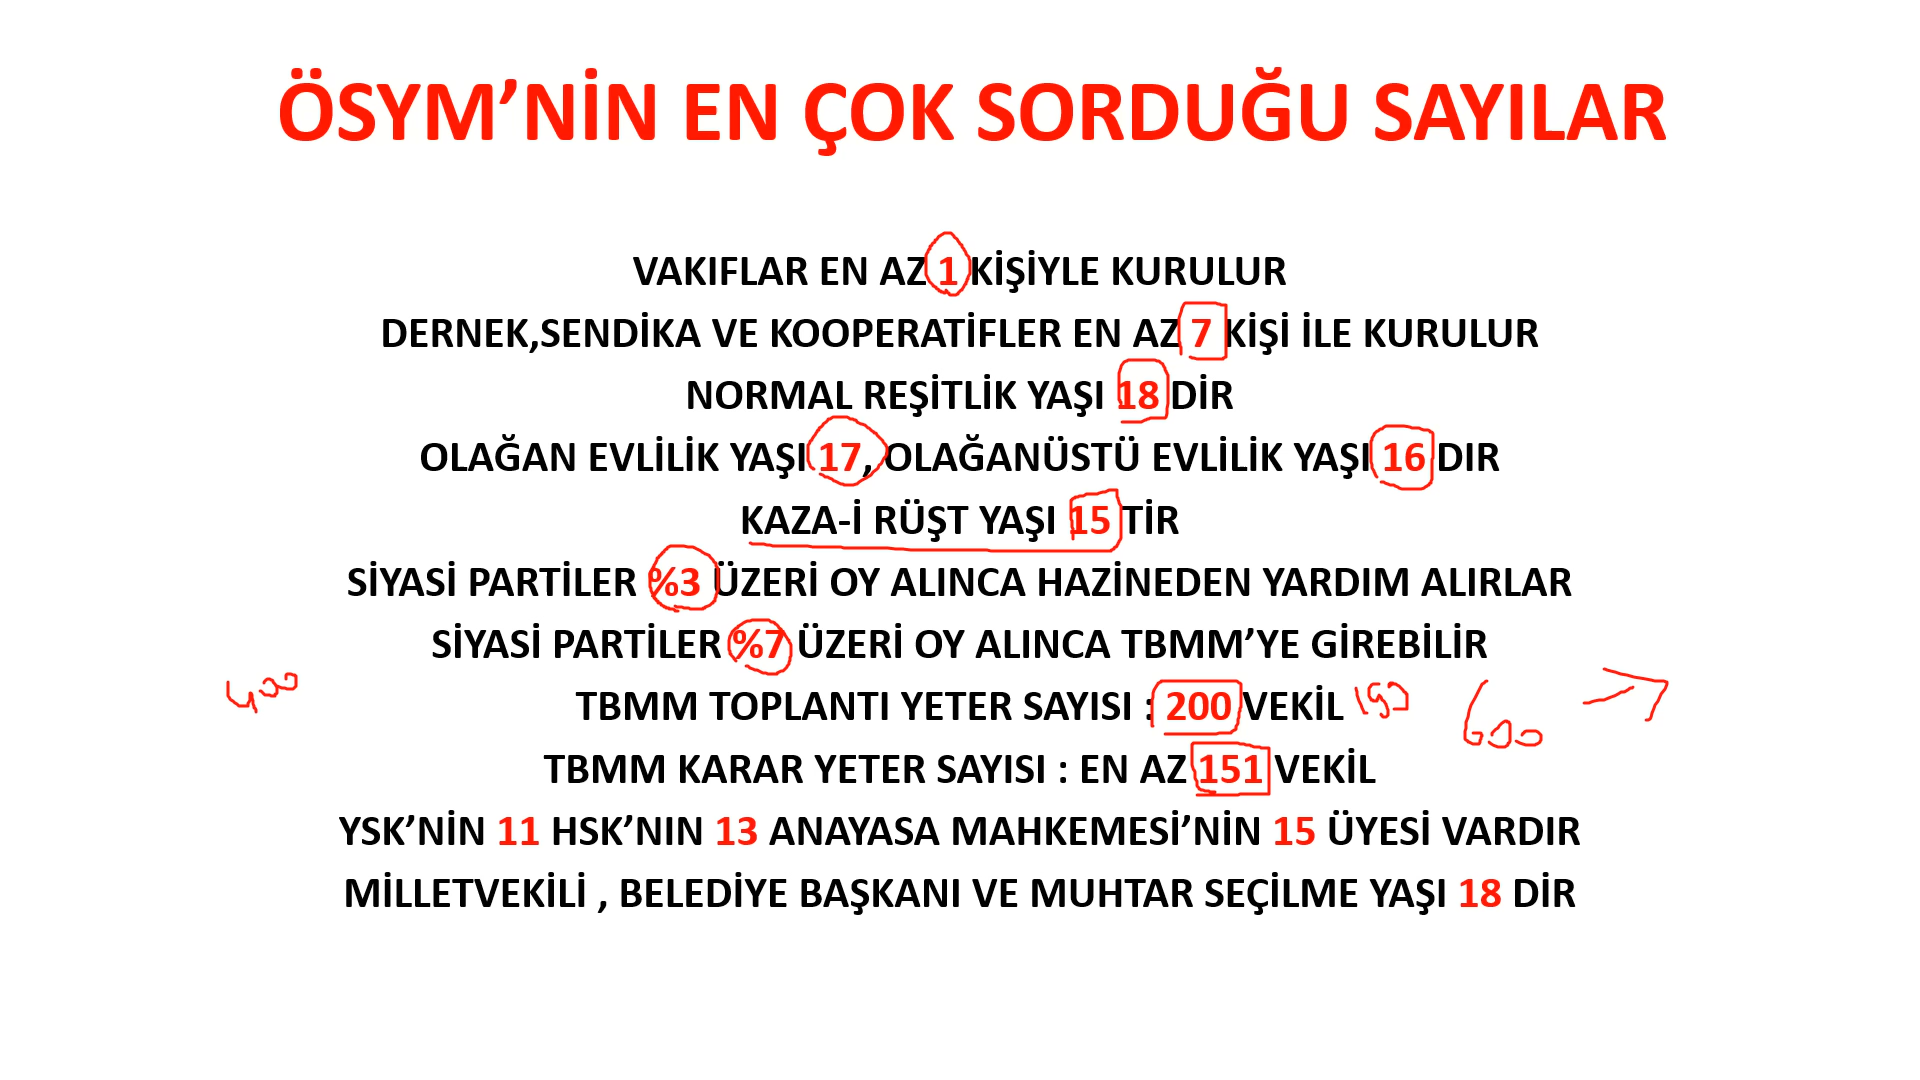 ÖSYM’NİN EN ÇOK SORDUĞU SAYILAR
VAKIFLAR EN AZ 1 KİŞİYLE KURULUR
DERNEK,SENDİKA VE KOOPERATİFLER EN AZ 7 KİŞİ İLE KURULUR
NORMAL REŞİTLİK YAŞI 18 DİR
OLAĞAN EVLİLİK YAŞI 17, OLAĞANÜSTÜ EVLİLİK YAŞI 16 DIR
KAZA-İ RÜŞT YAŞI 15 TİR
SİYASİ PARTİLER %3 ÜZERİ OY ALINCA HAZİNEDEN YARDIM ALIRLAR
SİYASİ PARTİLER %7 ÜZERİ OY ALINCA TBMM’YE GİREBİLİR
400
TBMM TOPLANTI YETER SAYISI : 200 VEKİL 600
TBMM KARAR YETER SAYISI : EN AZ 151 VEKİL
YSK’NİN 11 HSK’NIN 13 ANAYASA MAHKEMESİ’NİN 15 ÜYESİ VARDIR
MİLLETVEKİLİ , BELEDİYE BAŞKANI VE MUHTAR SEÇİLME YAŞI 18 DİR